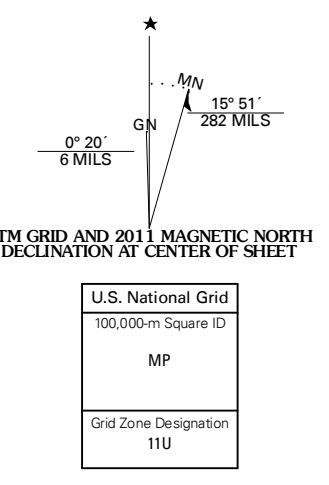 MN
15° 51´
282 MILS
GN
0° 20´
6 MILS
TM GRID AND 2011 MAGNETIC NORTH
DECLINATION AT CENTER OF SHEET
U.S. National Grid
100,000-m Square ID
MP
Grid Zone Designation
11U